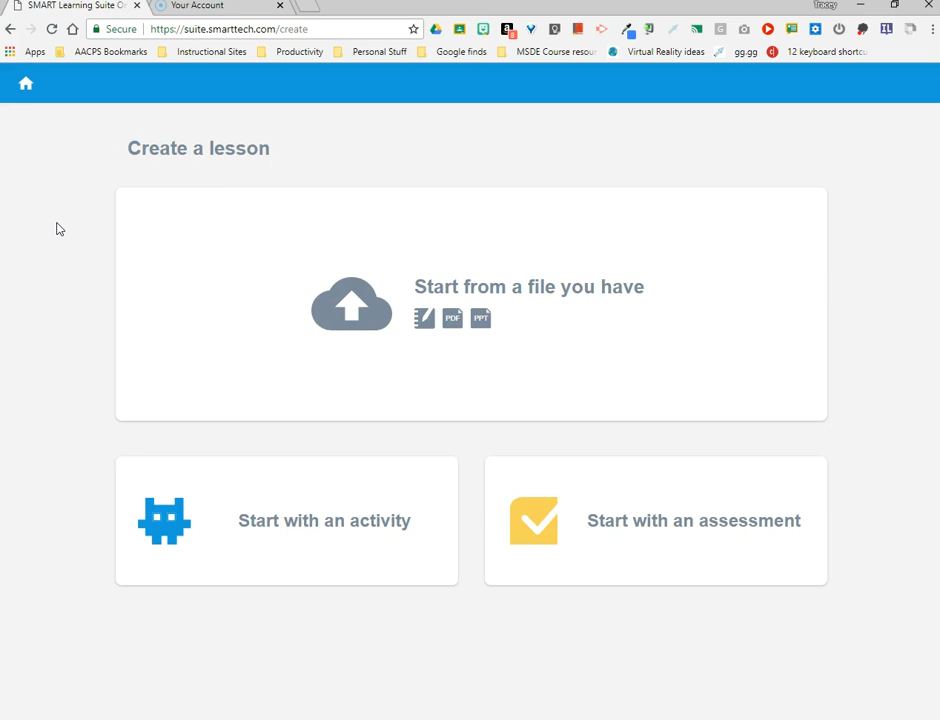 SMART Learning Suite O
Your Account
Tracey
Secure https://suite.smarttech.com/create
Apps AACPS Bookmarks Instructional Sites Productivity Personal Stuff Google finds MSDE Course resou Virtual Reality ideas gg.gg 12 keyboard shortcu
Create a lesson
Start from a file you have
PDF PPT
Start with an activity
Start with an assessment